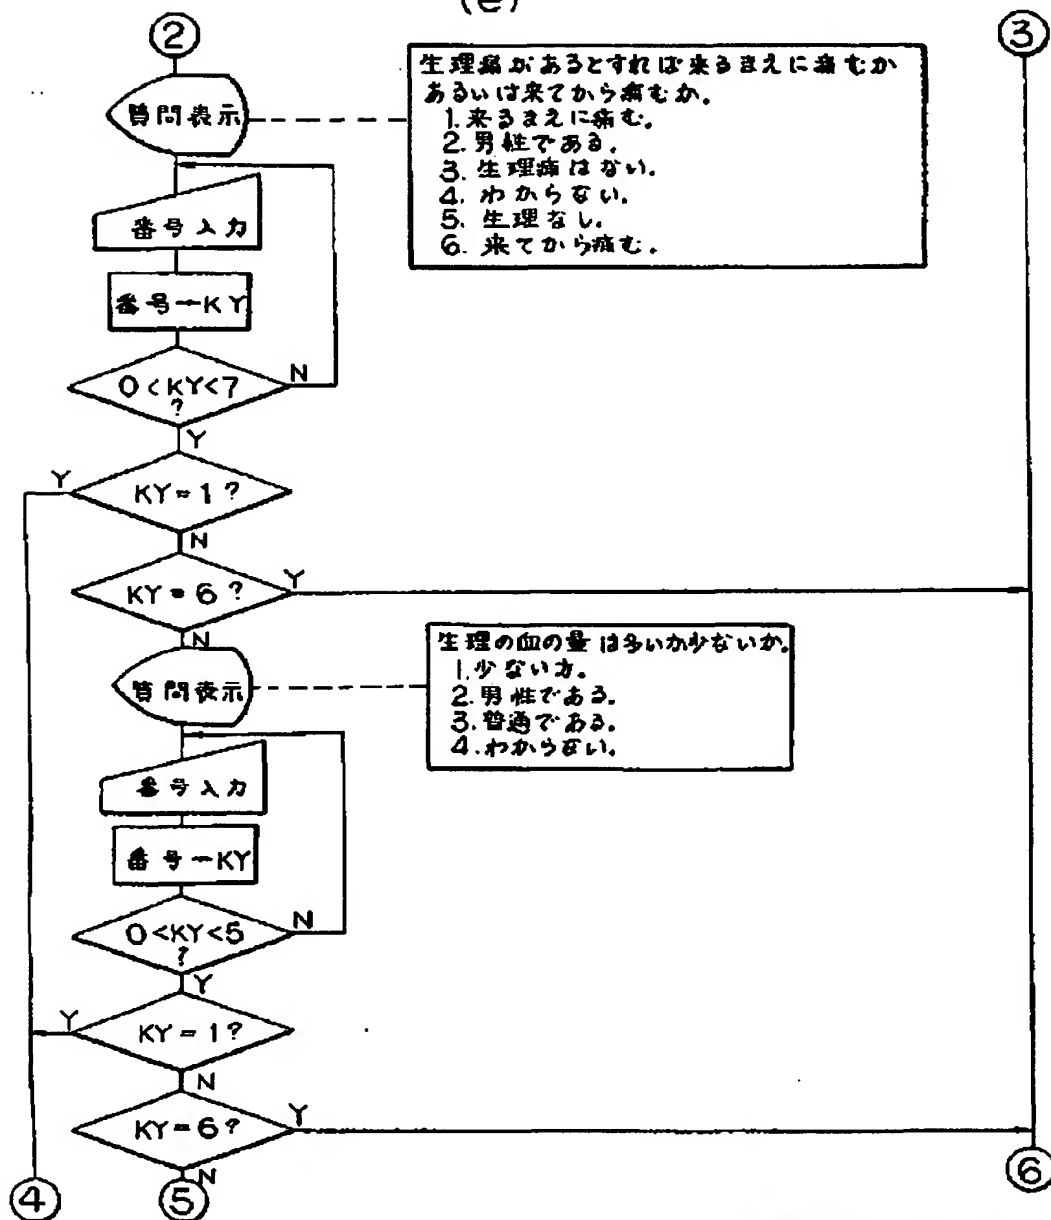 (e)
②
③
質問表示
生理痛があるとすれば来るまえに痛むか
あるいは来てから痛むか。
1. 来るまえに痛む。
2. 男性である。
3. 生理痛はない。
4. わからない。
5. 生理なし。
6. 来てから痛む。
番号入力
番号→KY
0<KY<7
?
N
Y
KY=1?
Y
N
KY=6?
Y
N
質問表示
生理の血の量は多いか少ないか。
1. 少ない方。
2. 男性である。
3. 普通である。
4. わからない。
番号入力
番号→KY
0<KY<5
?
N
Y
KY=1?
Y
N
KY=6?
Y
N
④
⑤
⑥